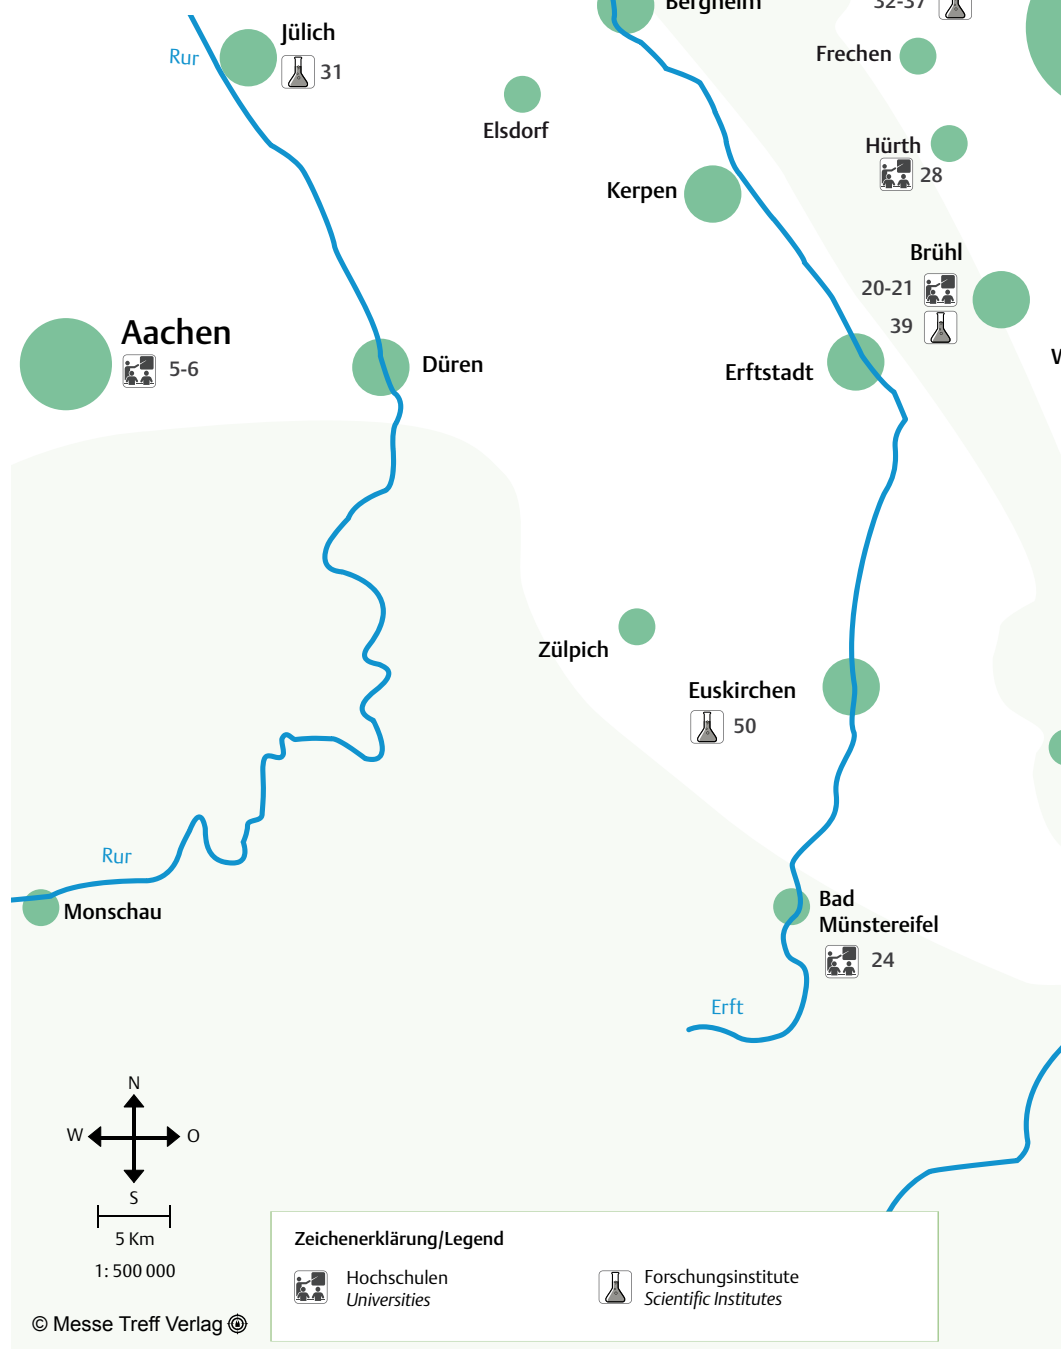 Bergheim
32-37
Jülich
Rur
31
Frechen
Elsdorf
Hürth
28
Kerpen
Brühl
20-21
39
Aachen
5-6
Düren
Erftstadt
W
Zülpich
Euskirchen
50
Rur
Monschau
Bad
Münstereifel
24
Erft
N
W
O
S
5 Km
1: 500 000
Zeichenerklärung/Legend
Hochschulen
Universities
Forschungsinstitute
Scientific Institutes
© Messe Treff Verlag